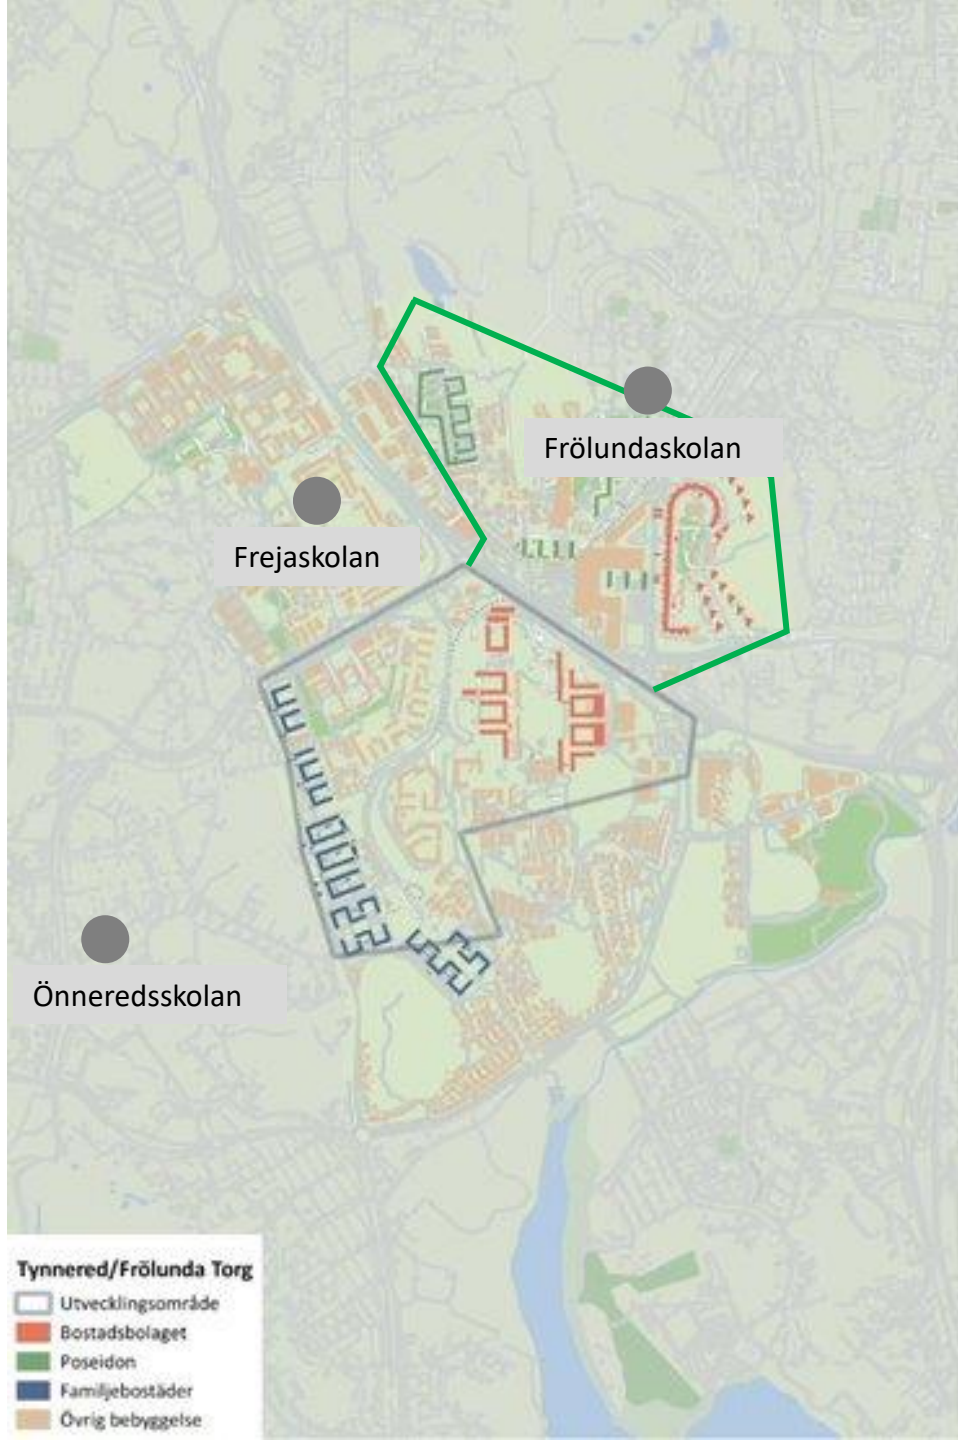 Frölundaskolan
Frejaskolan
Önneredsskolan
Tynnered/Frölunda Torg
Utvecklingsområde
Bostadsbolaget
Poseidon
Familjebostäder
Övrig bebyggelse